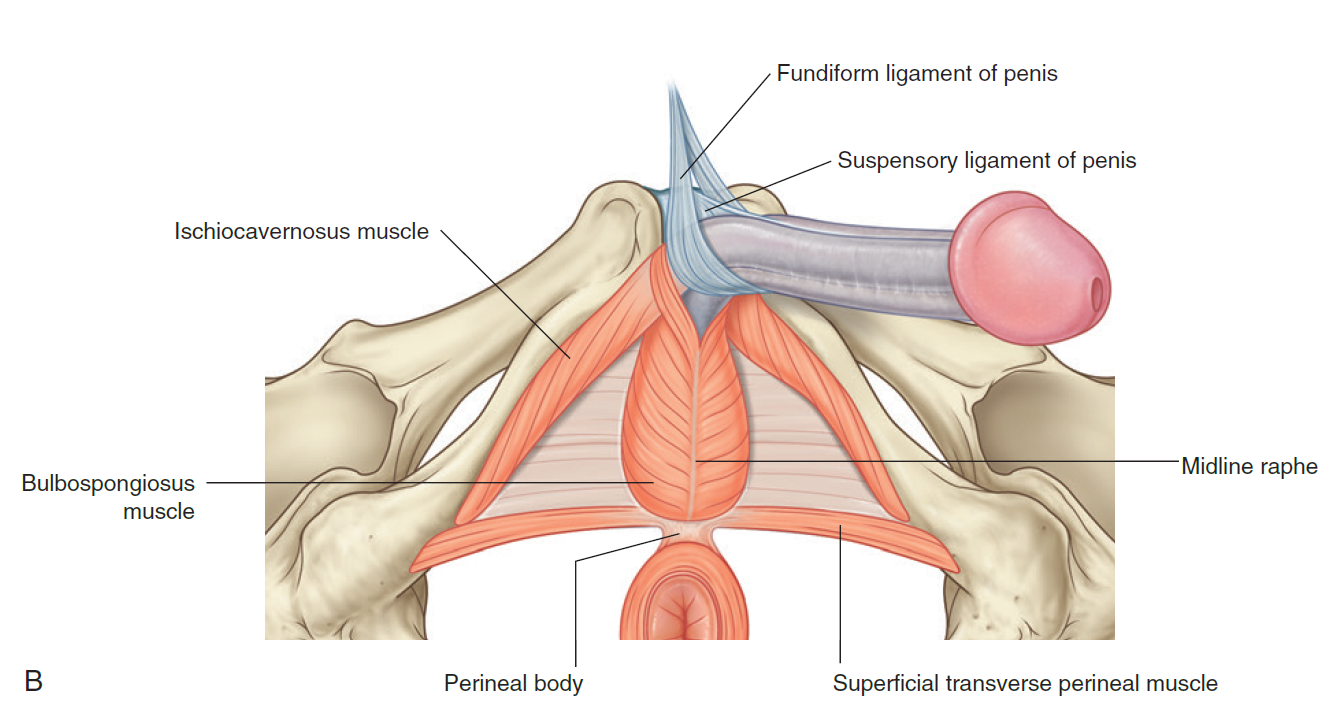 Fundiform ligament of penis
Suspensory ligament of penis
Ischiocavernosus muscle
Midline raphe
Bulbospongiosus
muscle
Perineal body
Superficial transverse perineal muscle
B